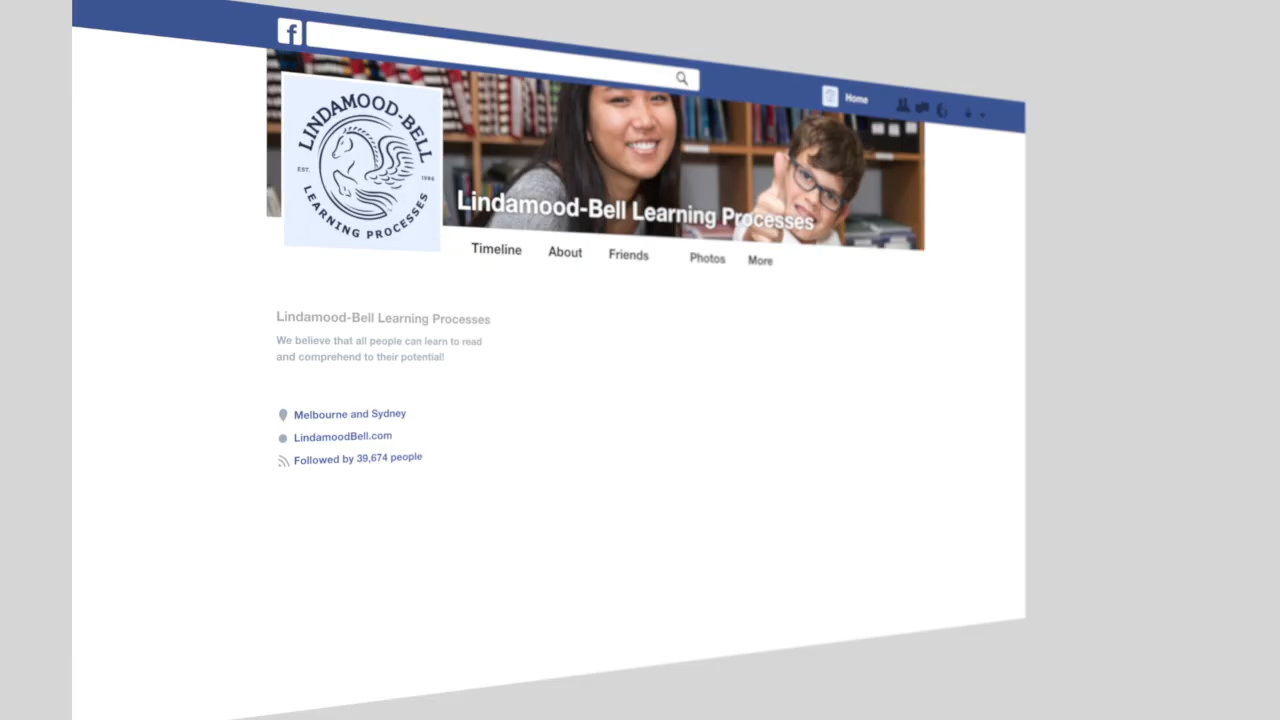 f
Home
LINDAMOOD-BELL
EST. 1986
LEARNING PROCESSES
Lindamood-Bell Learning Processes
Timeline About Friends Photos More
Lindamood-Bell Learning Processes
We believe that all people can learn to read
and comprehend to their potential!
Melbourne and Sydney
LindamoodBell.com
Followed by 39,674 people